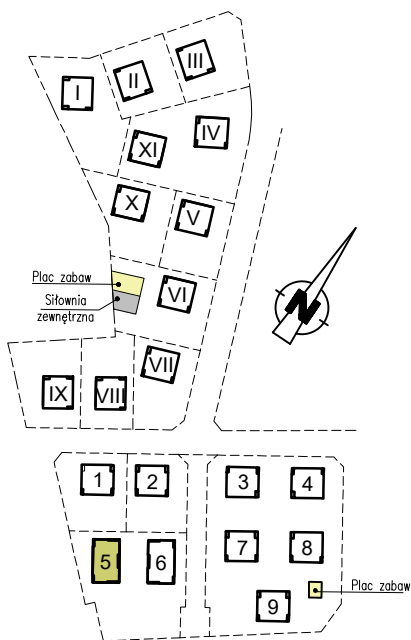 III
II
I
IV
XI
X
V
Plac zabaw
Siłownia
zewnętrzna
VI
N
VII
IX
VIII
1
2
3
4
5
6
7
8
Plac zabaw
9